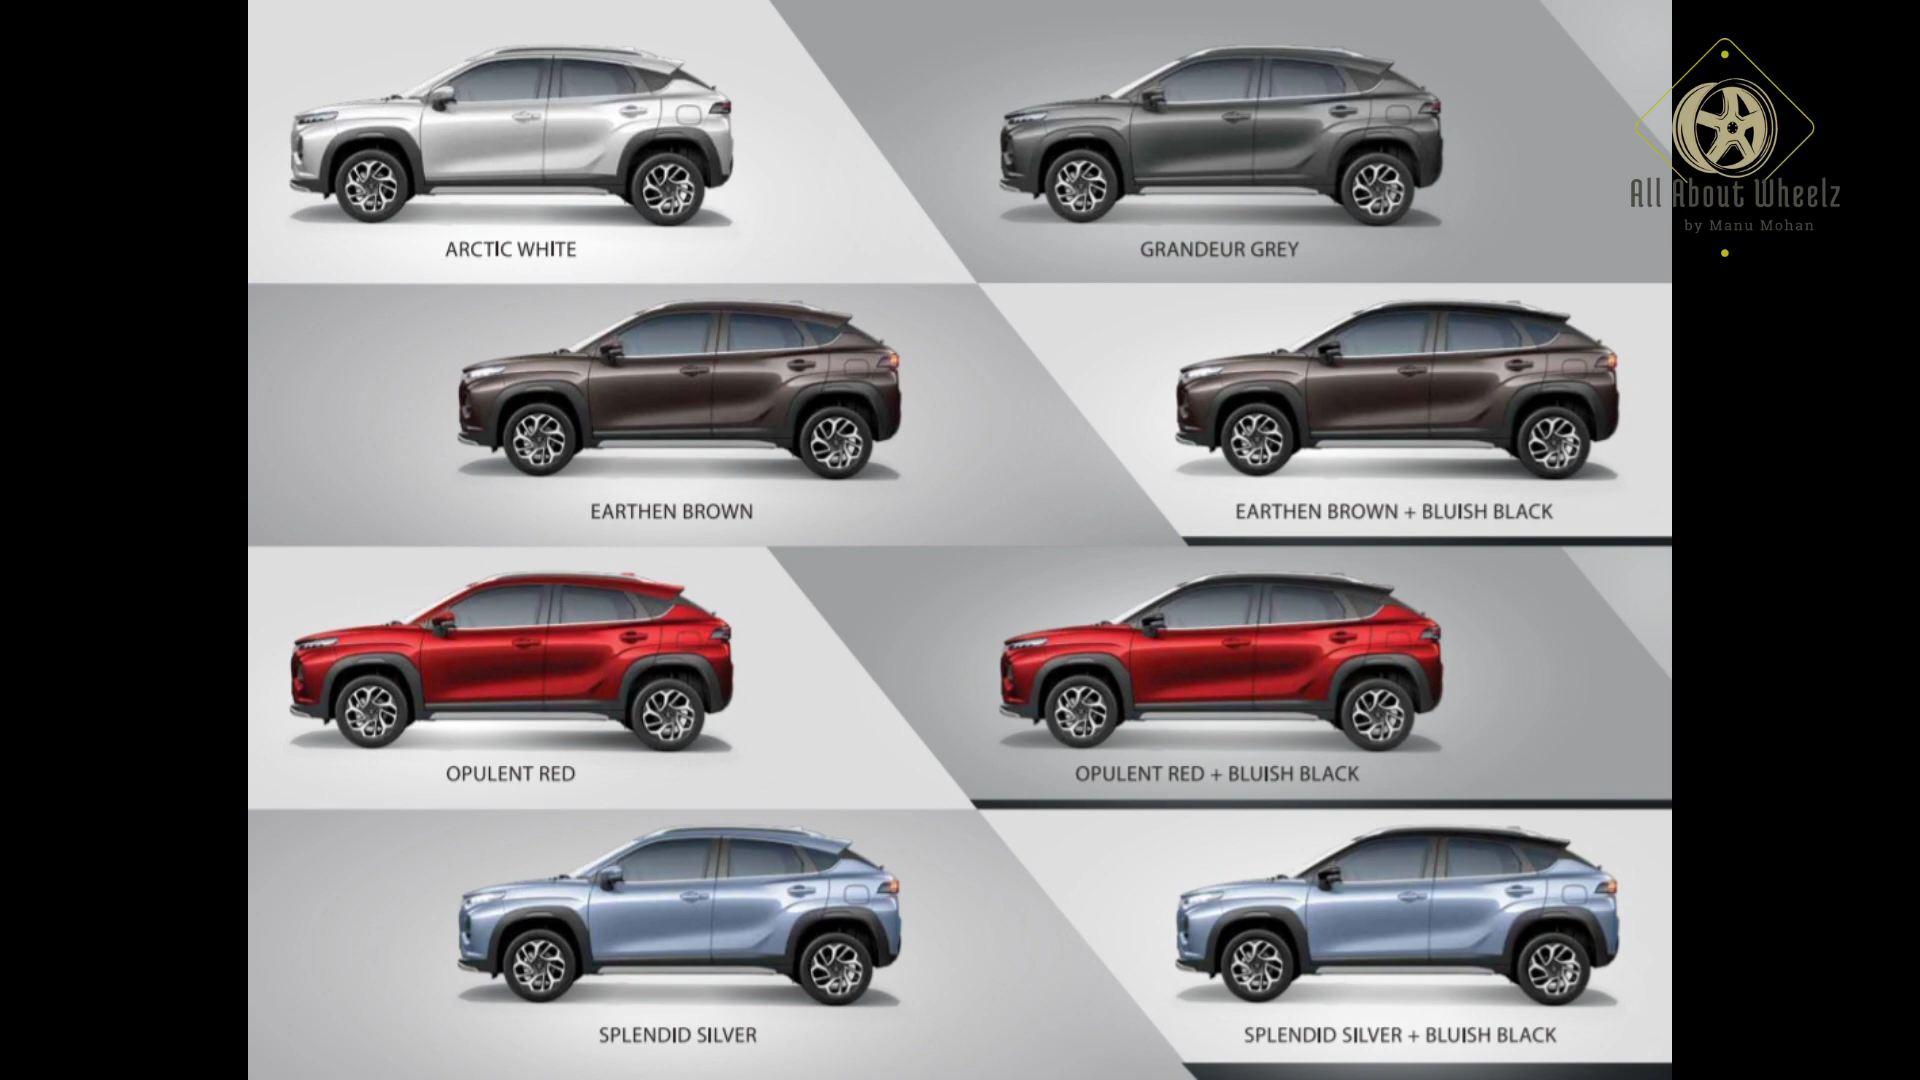 ARCTIC WHITE
GRANDEUR GREY
All About Wheelz
by Manu Mohan
EARTHEN BROWN
EARTHEN BROWN + BLUISH BLACK
OPULENT RED
OPULENT RED + BLUISH BLACK
SPLENDID SILVER
SPLENDID SILVER + BLUISH BLACK